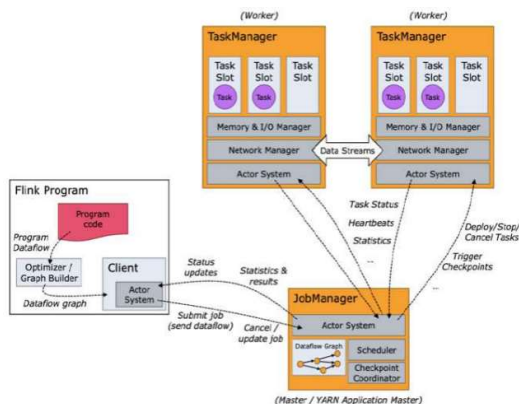 (Worker)
(Worker)
TaskManager
TaskManager
Task
Slot
Task
Slot
Task
Slot
Task
Slot
Task
Slot
Task
Slot
Task
Task
Task
Task
Memory & I/O Manager
Memory & I/O Manager
Network Manager
Data Streams
Network Manager
Actor System
Actor System
Flink Program
Program
code
Program
Dataflow
Optimizer /
Graph Builder
Dataflow graph
Client
Actor
System
Status
updates
Statistics &
results
Submit job
(send dataflow)
Cancel /
update job
Task Status
Heartbeats
Statistics
...
Deploy/Stop/
Cancel Tasks
Trigger
Checkpoints
...
JobManager
Actor System
Dataflow Graph
Scheduler
Checkpoint
Coordinator
(Master / YARN Application Master)